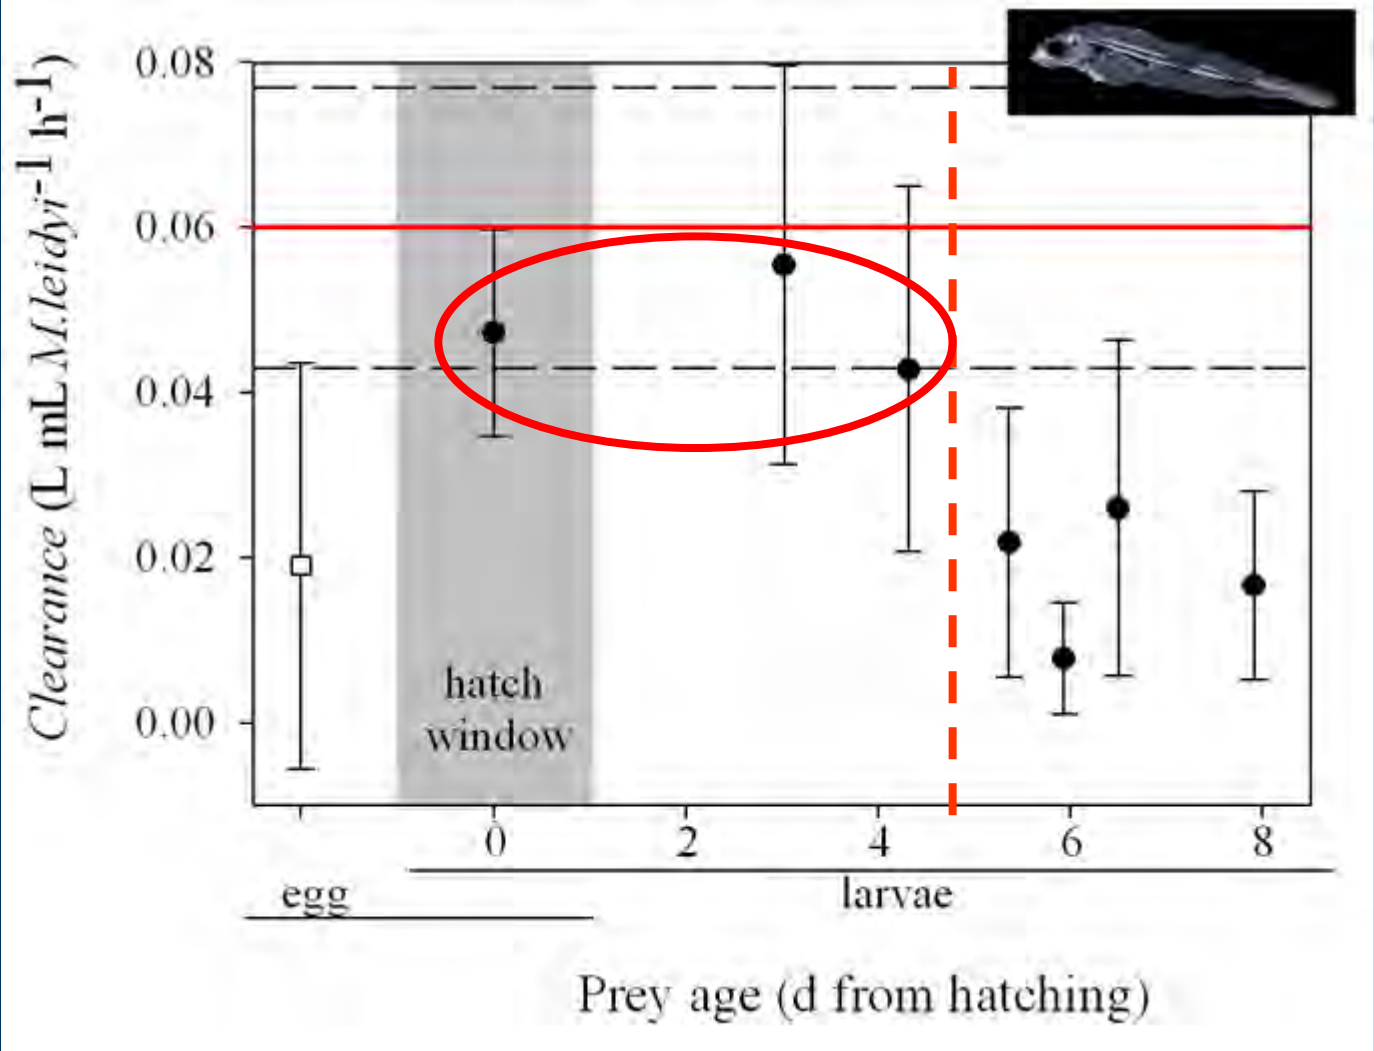 Clearance (L mL M.leidyi-1 h-1)
0.08
0.06
0.04
0.02
0.00
hatch
window
0 2 4 6 8
egg
larvae
Prey age (d from hatching)